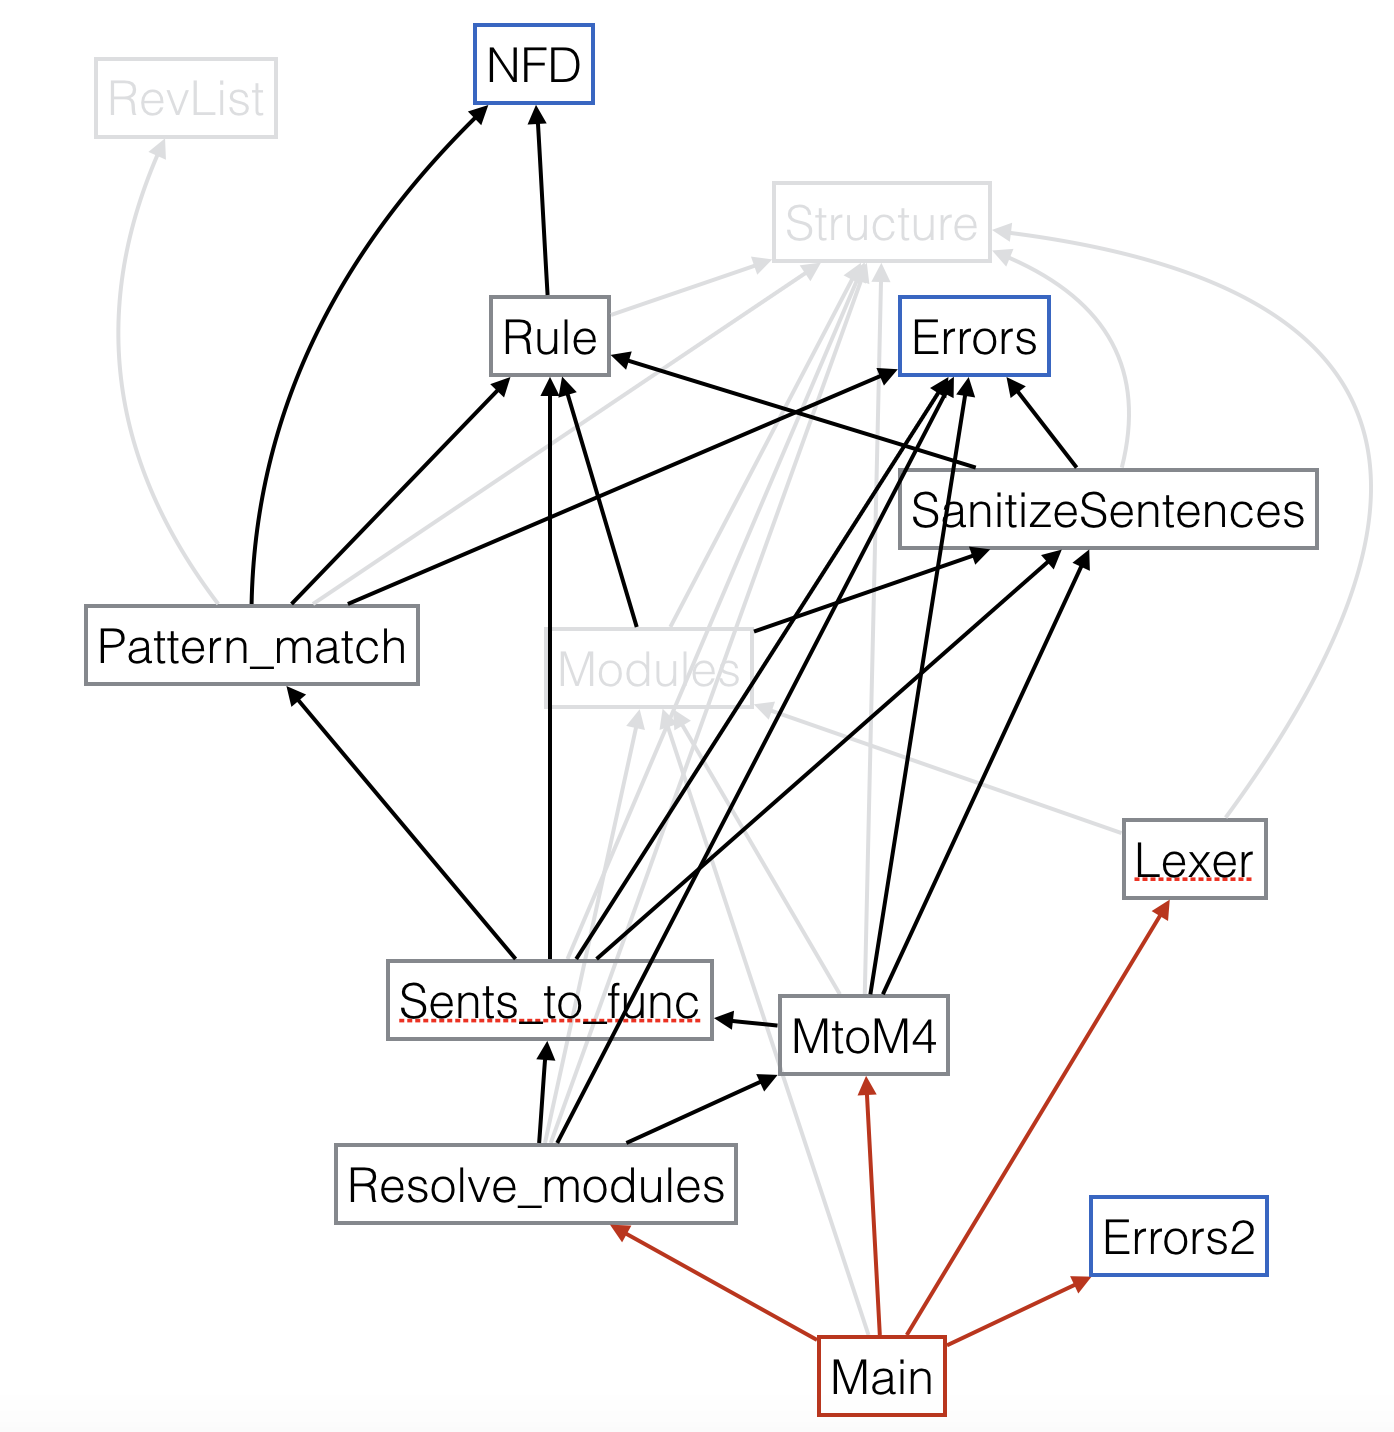 NFD
RevList
Structure
Rule
Errors
SanitizeSentences
Pattern_match
Modules
Lexer
Sents_to_func
MtoM4
Resolve_modules
Errors2
Main